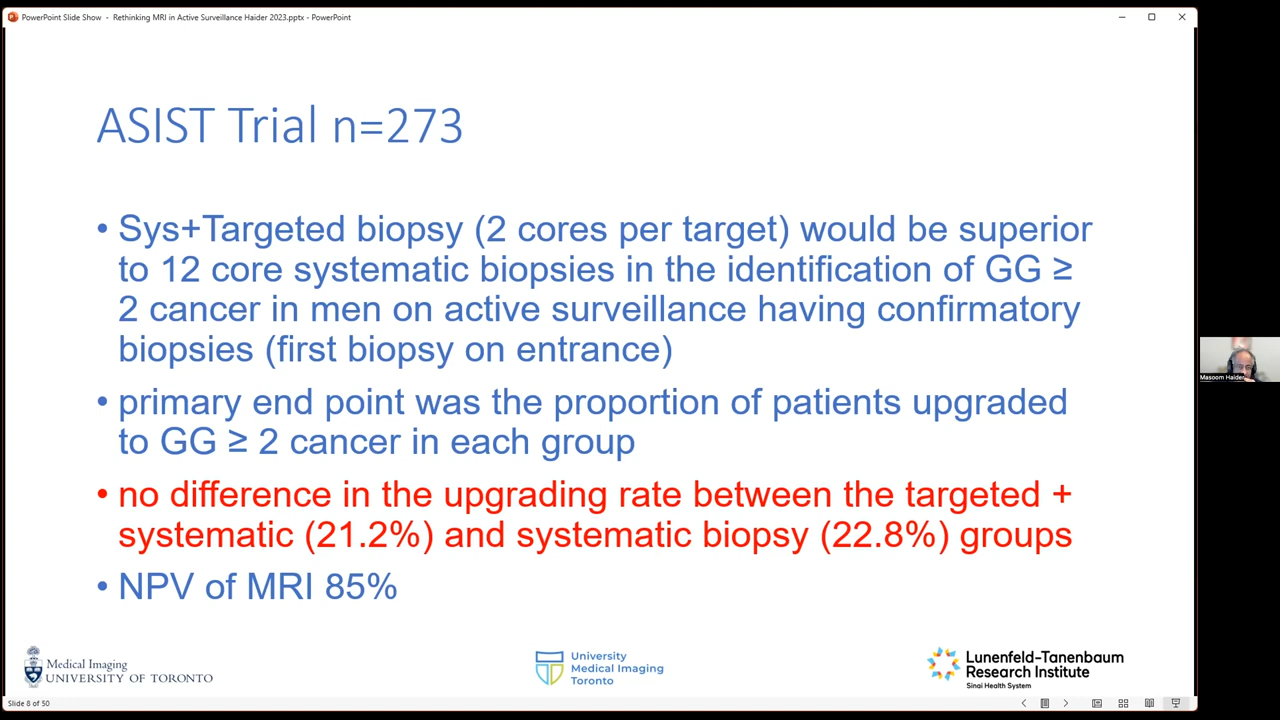 PowerPoint Slide Show - Rethinking MRI in Active Surveillance Haider 2023.pptx - PowerPoint
ASIST Trial n=273
• Sys+Targeted biopsy (2 cores per target) would be superior
to 12 core systematic biopsies in the identification of GG ≥
2 cancer in men on active surveillance having confirmatory
biopsies (first biopsy on entrance)
• primary end point was the proportion of patients upgraded
to GG ≥ 2 cancer in each group
• no difference in the upgrading rate between the targeted +
systematic (21.2%) and systematic biopsy (22.8%) groups
• NPV of MRI 85%
Masoom Haider
Medical Imaging
UNIVERSITY OF TORONTO
University
Medical Imaging
Toronto
Lunenfeld-Tanenbaum
Research Institute
Sinai Health System
Slide 8 of 50